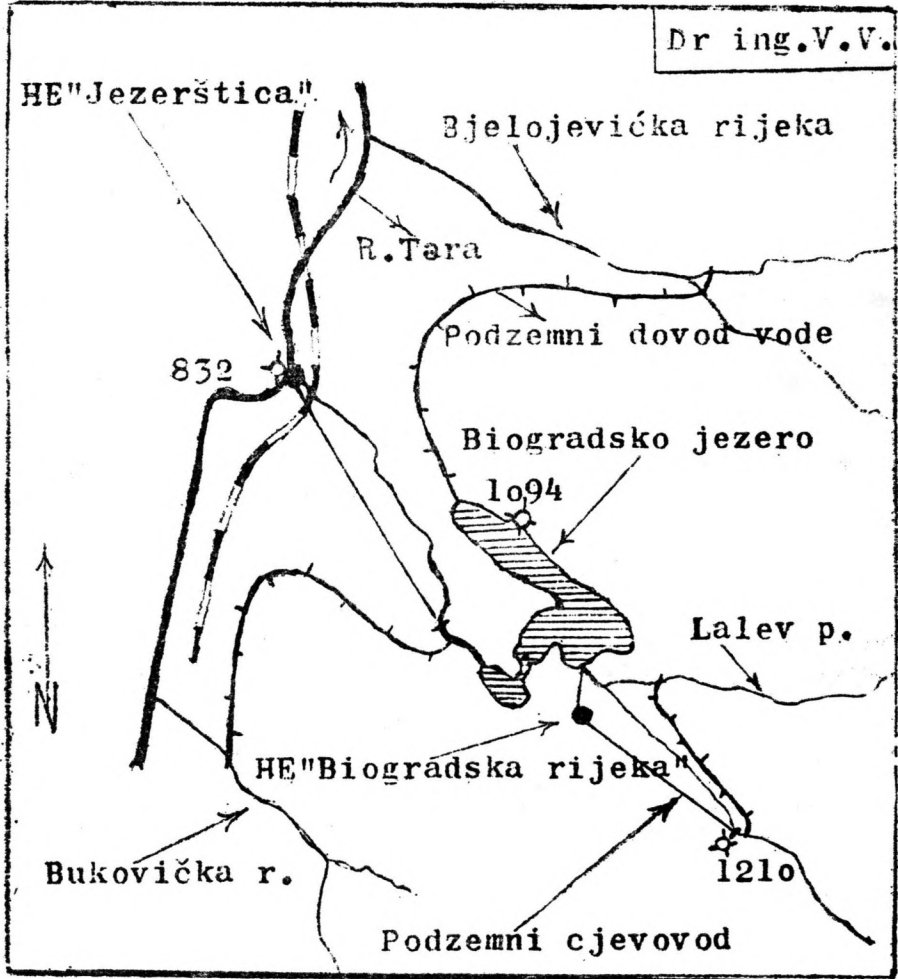 Dr ing.V.V.
HE"Jezerštica"
Bjelojevićka rijeka
R.Tara
Podzemni dovod vode
832
Biogradsko jezero
1o94
Lalev p.
N
HE"Biogradska rijeka"
Bukovička r.
121o
Podzemni cjevovod